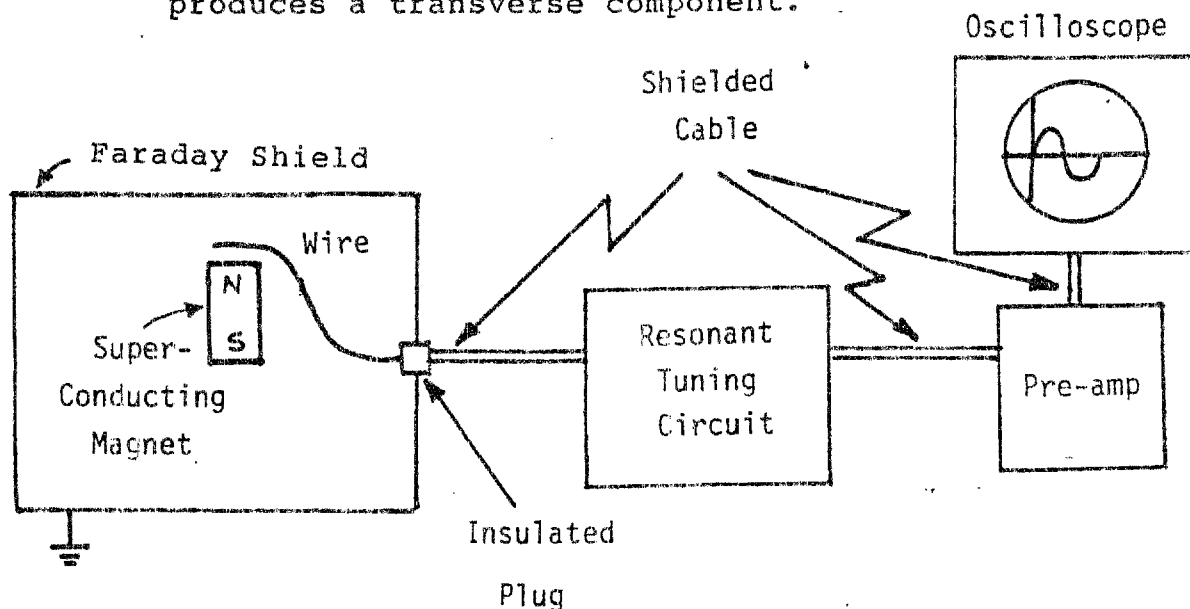 produces a transverse component.
Oscilloscope
Shielded
Cable
Faraday Shield
Wire
N
S
Super-
Conducting
Magnet
Resonant
Tuning
Circuit
Pre-amp
Insulated
Plug